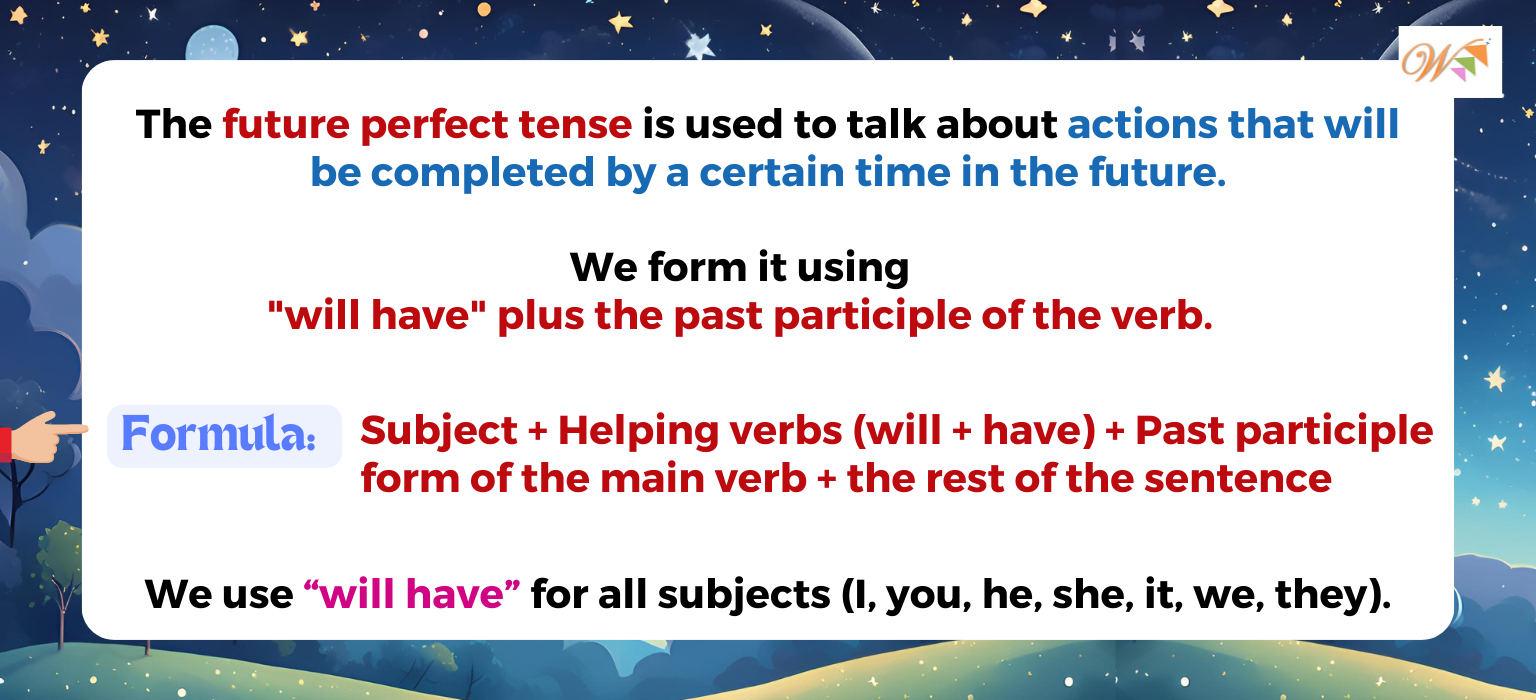 The future perfect tense is used to talk about actions that will
be completed by a certain time in the future.
We form it using
"will have" plus the past participle of the verb.
Formula:
Subject + Helping verbs (will + have) + Past participle
form of the main verb + the rest of the sentence
We use “will have” for all subjects (I, you, he, she, it, we, they).
W